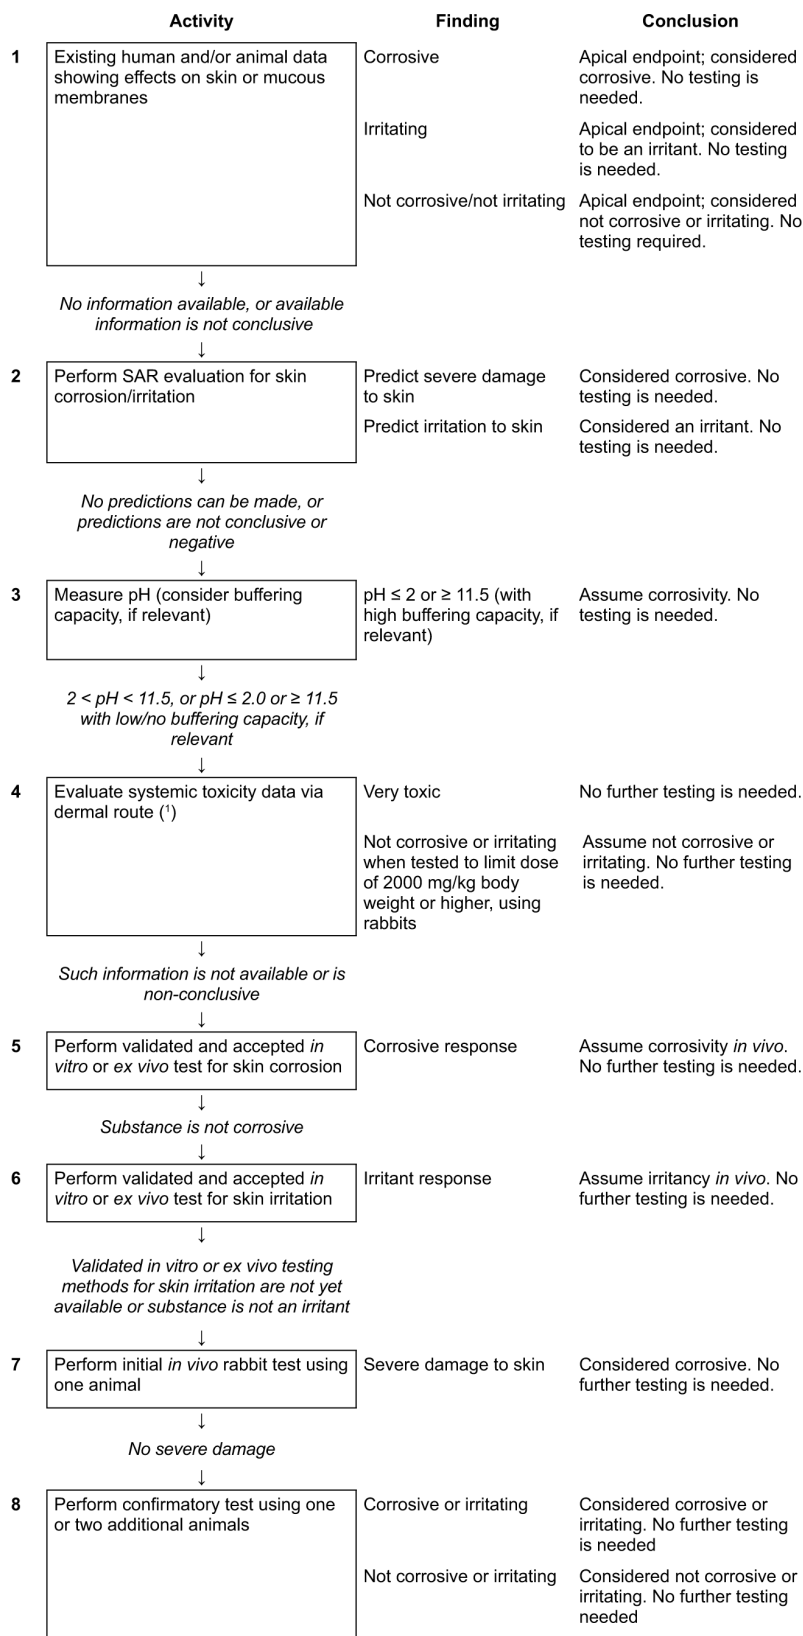 Activity Finding Conclusion
1 Existing human and/or animal data
showing effects on skin or mucous
membranes
Corrosive
Apical endpoint; considered
corrosive. No testing is
needed.
Irritating
Apical endpoint; considered
to be an irritant. No testing
is needed.
Not corrosive/not irritating
Apical endpoint; considered
not corrosive or irritating. No
testing required.
↓
No information available, or available
information is not conclusive
↓
2 Perform SAR evaluation for skin
corrosion/irritation
Predict severe damage
to skin
Considered corrosive. No
testing is needed.
Predict irritation to skin
Considered an irritant. No
testing is needed.
↓
No predictions can be made, or
predictions are not conclusive or
negative
↓
3 Measure pH (consider buffering
capacity, if relevant)
pH ≤ 2 or ≥ 11.5 (with
high buffering capacity, if
relevant)
Assume corrosivity. No
testing is needed.
↓
2 < pH < 11.5, or pH ≤ 2.0 or ≥ 11.5
with low/no buffering capacity, if
relevant
↓
4 Evaluate systemic toxicity data via
dermal route (¹)
Very toxic
No further testing is needed.
Not corrosive or irritating
when tested to limit dose
of 2000 mg/kg body
weight or higher, using
rabbits
Assume not corrosive or
irritating. No further testing
is needed.
↓
Such information is not available or is
non-conclusive
↓
5 Perform validated and accepted in
vitro or ex vivo test for skin corrosion
Corrosive response
Assume corrosivity in vivo.
No further testing is needed.
↓
Substance is not corrosive
↓
6 Perform validated and accepted in
vitro or ex vivo test for skin irritation
Irritant response
Assume irritancy in vivo. No
further testing is needed.
↓
Validated in vitro or ex vivo testing
methods for skin irritation are not yet
available or substance is not an irritant
↓
7 Perform initial in vivo rabbit test using
one animal
Severe damage to skin
Considered corrosive. No
further testing is needed.
↓
No severe damage
↓
8 Perform confirmatory test using one
or two additional animals
Corrosive or irritating
Considered corrosive or
irritating. No further testing
is needed
Not corrosive or irritating
Considered not corrosive or
irritating. No further testing
needed